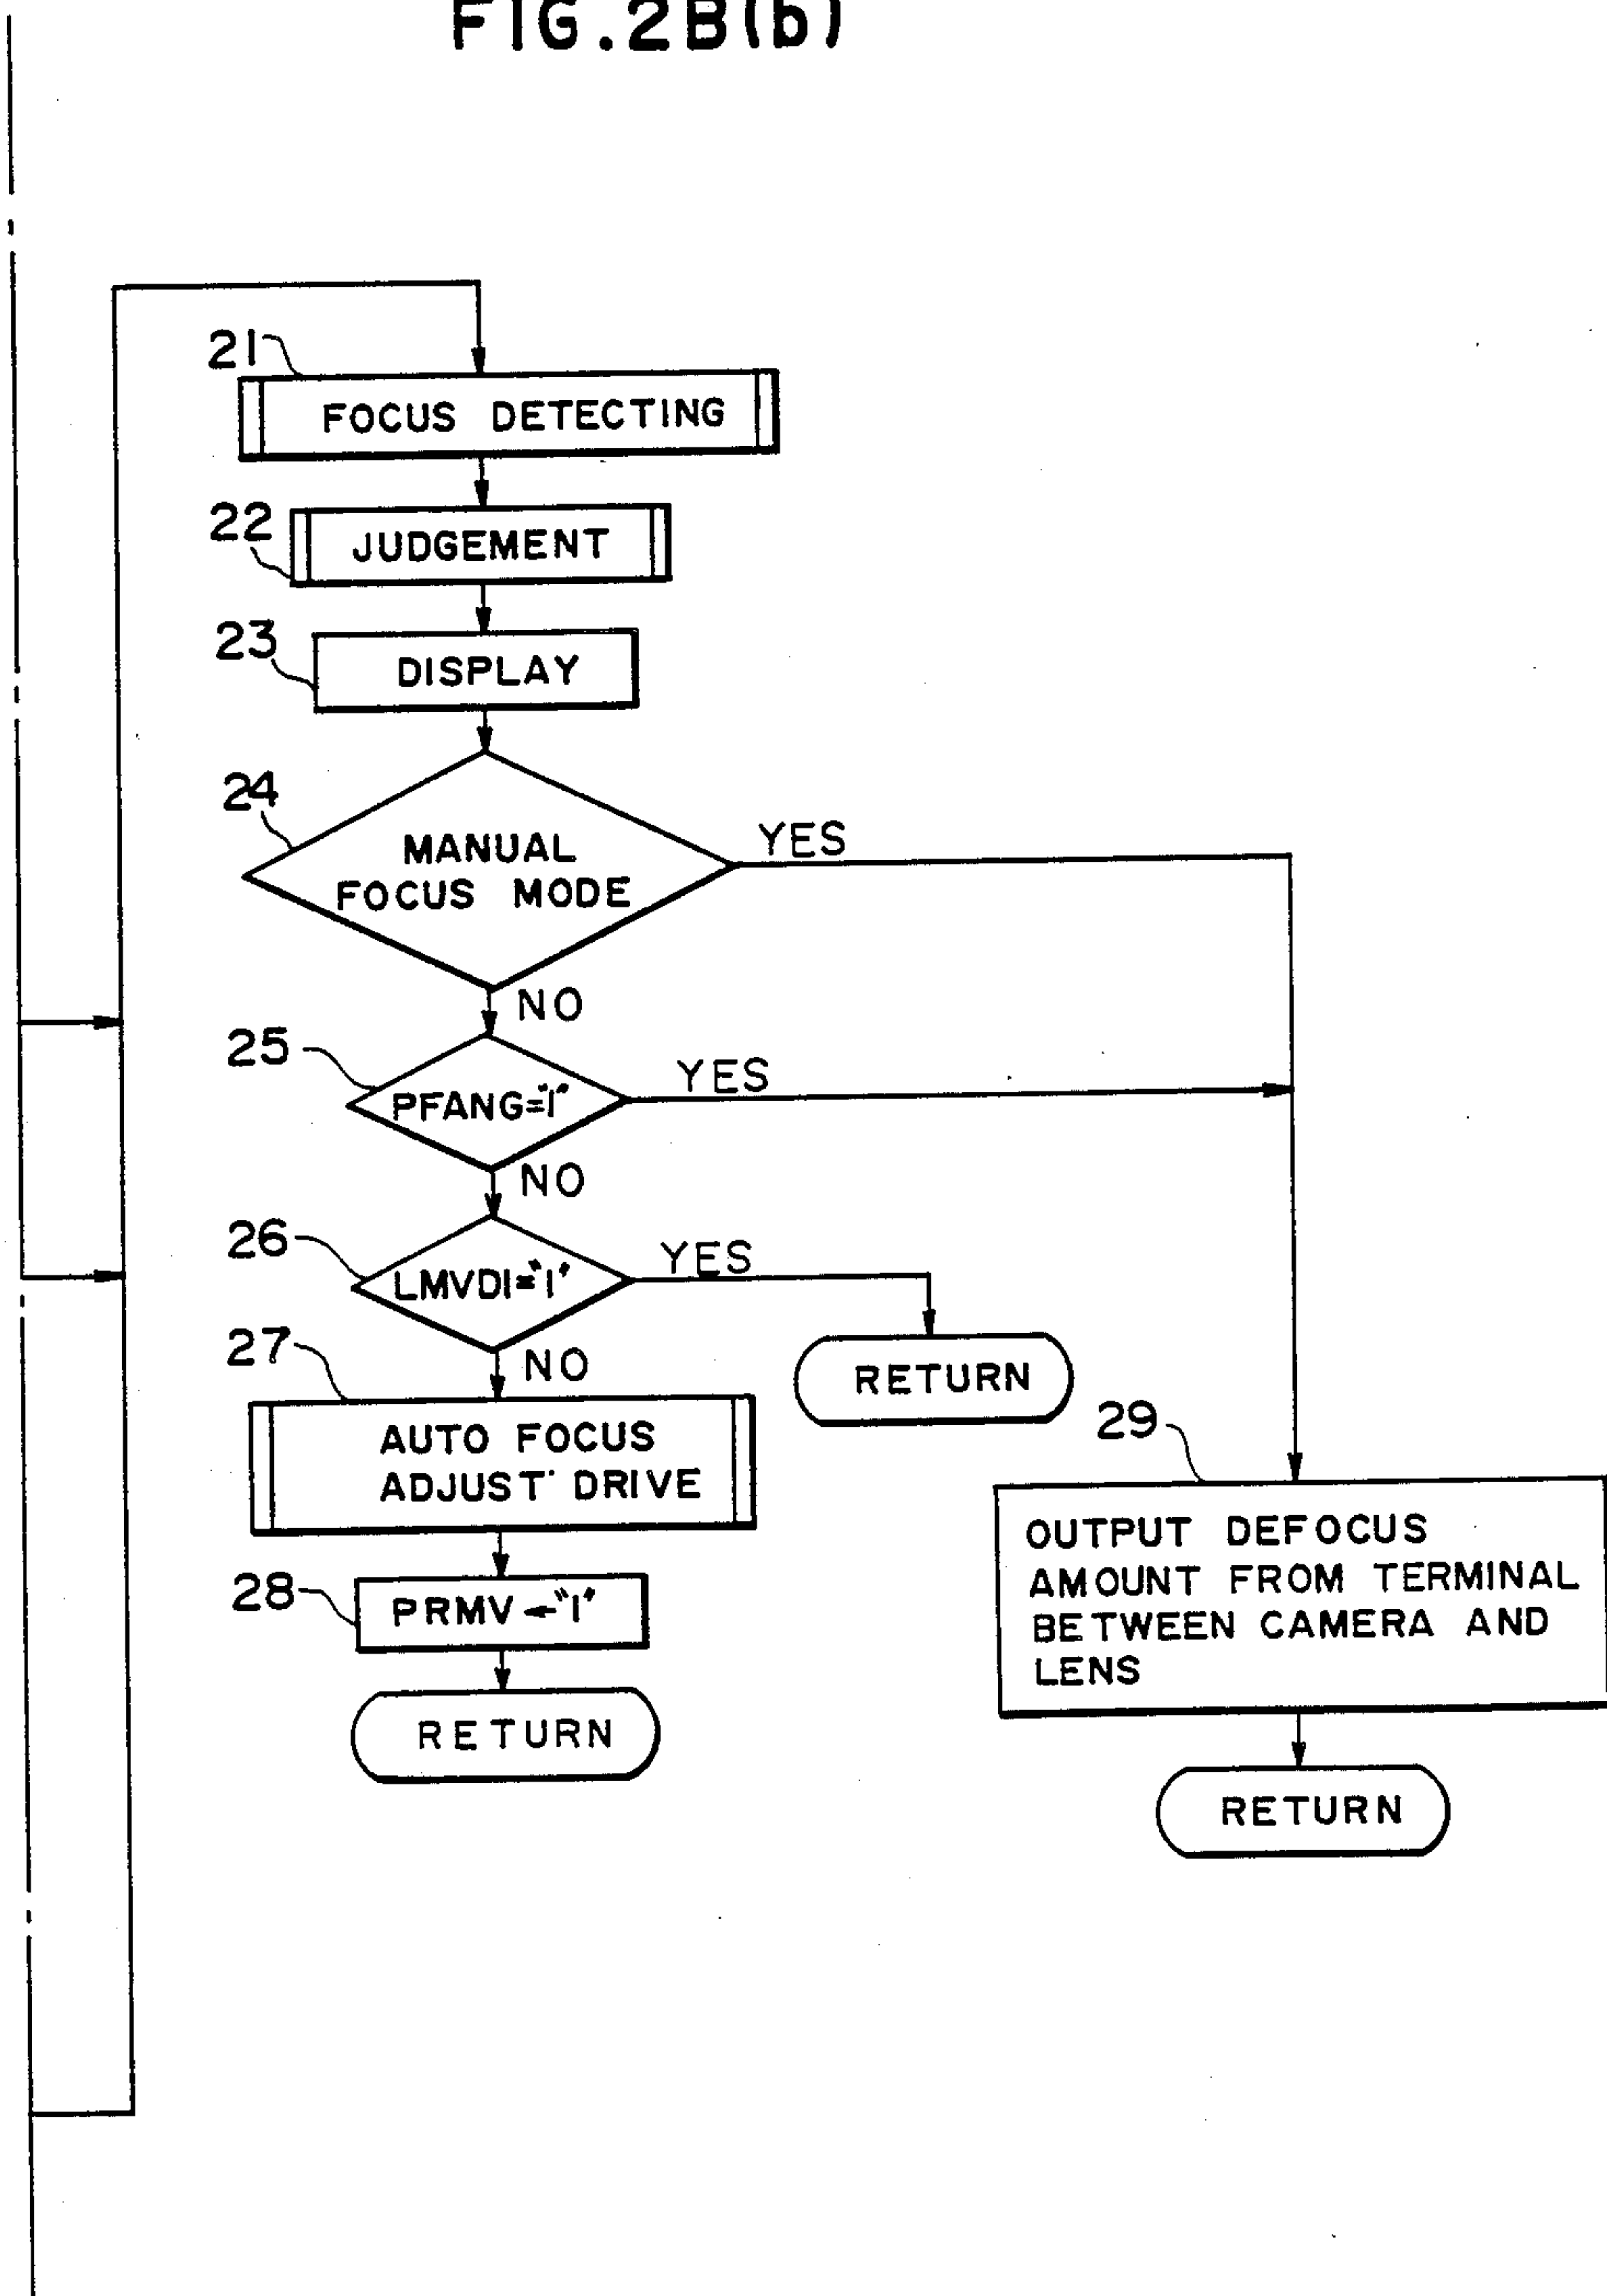 FIG.2B(b)
21
FOCUS DETECTING
22
JUDGEMENT
23
DISPLAY
24
MANUAL
FOCUS MODE
YES
NO
25
PFANG="1"
YES
NO
26
LMVDI="1"
YES
NO
RETURN
27
AUTO FOCUS
ADJUST DRIVE
28
PRMV←"1"
RETURN
29
OUTPUT DEFOCUS
AMOUNT FROM TERMINAL
BETWEEN CAMERA AND
LENS
RETURN